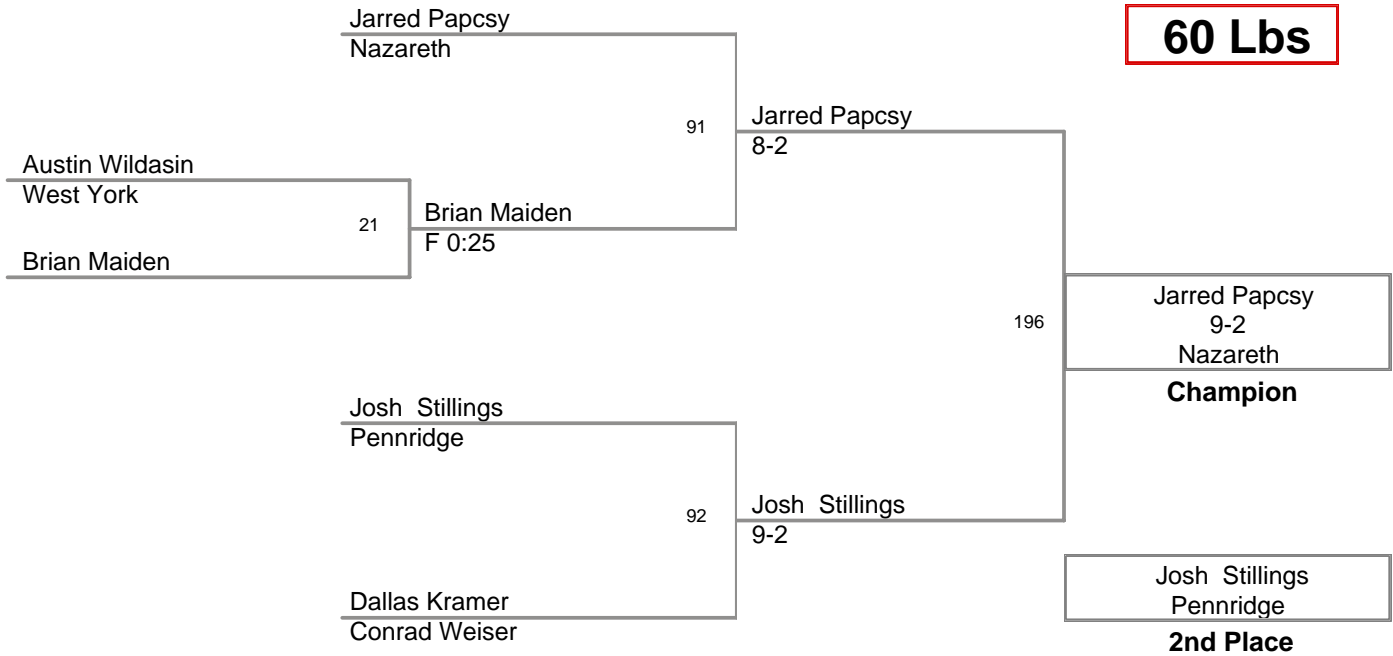 Jarred Papcsy
Nazareth
60 Lbs
91
Jarred Papcsy
8-2
Austin Wildasin
West York
21
Brian Maiden
F 0:25
Brian Maiden
196
Jarred Papcsy
9-2
Nazareth
Champion
Josh  Stillings
Pennridge
92
Josh  Stillings
9-2
Dallas Kramer
Conrad Weiser
Josh  Stillings
Pennridge
2nd Place